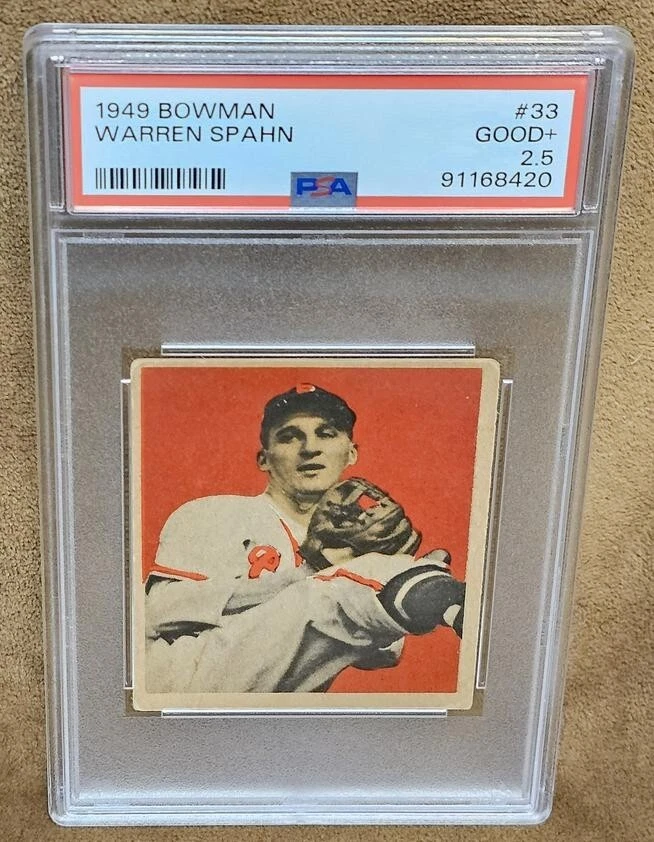 1949 BOWMAN #33
WARREN SPAHN GOOD+
2.5
PSA 91168420
B